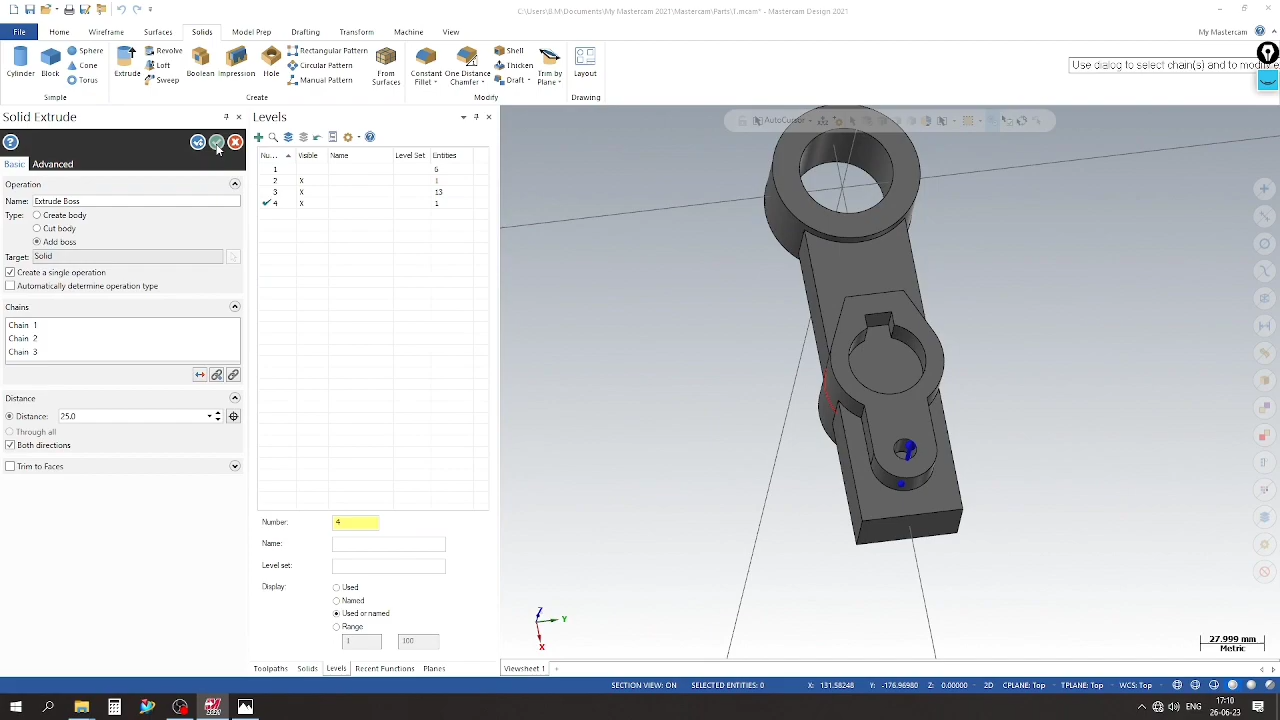 C:\Users\B.M\Documents\My Mastercam 2021\Mastercam\Parts\T.mcam* - Mastercam Design 2021
File Home Wireframe Surfaces Solids Model Prep Drafting Transform Machine View My Mastercam
Cylinder Block Sphere Cone Torus
Simple
Extrude Revolve Loft Sweep Boolean Impression Hole Rectangular Pattern Circular Pattern Manual Pattern From Surfaces
Create
Constant Fillet One Distance Chamfer Shell Thicken Draft Trim by Plane
Modify
Layout
Drawing
Use dialog to select chain(s) and to modify e
Solid Extrude
Basic Advanced
Operation
Name: Extrude Boss
Type: Create body
Cut body
Add boss
Target: Solid
Create a single operation
Automatically determine operation type
Chains
Chain 1
Chain 2
Chain 3
Distance
Distance: 25.0
Through all
Both directions
Trim to Faces
Levels
Nu... Visible Name Level Set Entities
1 6
2 X 1
3 X 13
4 X 1
Number: 4
Name:
Level set:
Display: Used
Named
Used or named
Range
1 100
Toolpaths Solids Levels Recent Functions Planes
AutoCursor
Z Y X
27.999 mm
Metric
Viewsheet 1 +
SECTION VIEW: ON SELECTED ENTITIES: 0 X: 131.58248 Y: -176.96980 Z: 0.00000 2D CPLANE: Top TPLANE: Top WCS: Top
ENG
17:10
26-06-23